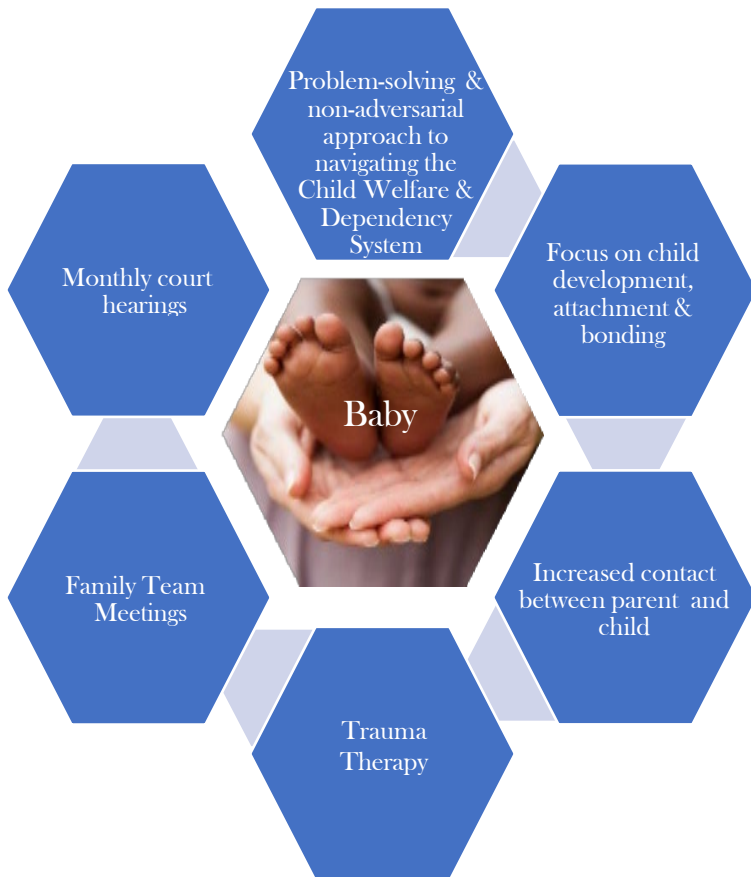 Problem-solving &
non-adversarial
approach to
navigating the
Child Welfare &
Dependency
System
Focus on child
development,
attachment &
bonding
Increased contact
between parent and
child
Trauma
Therapy
Family Team
Meetings
Monthly court
hearings
Baby